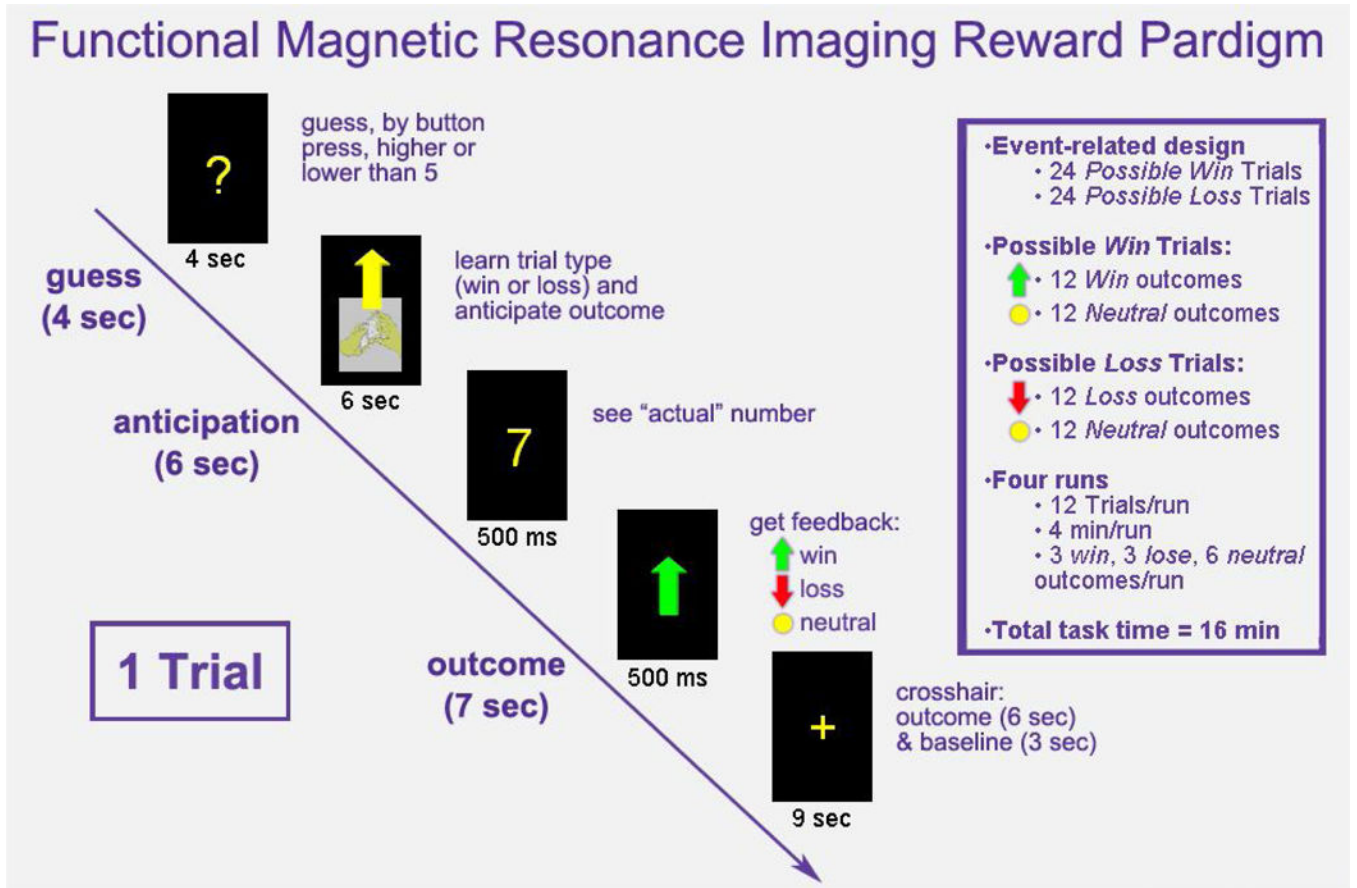 Functional Magnetic Resonance Imaging Reward Pardigm
?
4 sec
guess, by button
press, higher or
lower than 5
guess
(4 sec)
6 sec
learn trial type
(win or loss) and
anticipate outcome
anticipation
(6 sec)
7
500 ms
see “actual” number
500 ms
get feedback:
win
loss
neutral
outcome
(7 sec)
+
9 sec
crosshair:
outcome (6 sec)
& baseline (3 sec)
1 Trial
·Event-related design
· 24 Possible Win Trials
· 24 Possible Loss Trials
·Possible Win Trials:
· 12 Win outcomes
· 12 Neutral outcomes
·Possible Loss Trials:
· 12 Loss outcomes
· 12 Neutral outcomes
·Four runs
· 12 Trials/run
· 4 min/run
· 3 win, 3 lose, 6 neutral
outcomes/run
·Total task time = 16 min